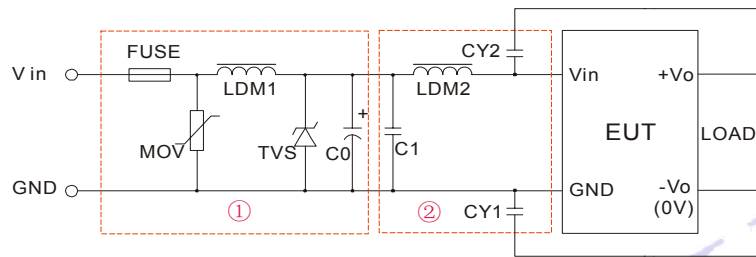 FUSE
CY2
V in
LDM1
LDM2
Vin
+Vo
MOV
TVS
+
C0
C1
EUT
LOAD
GND
GND
-Vo
(0V)
①
②
CY1